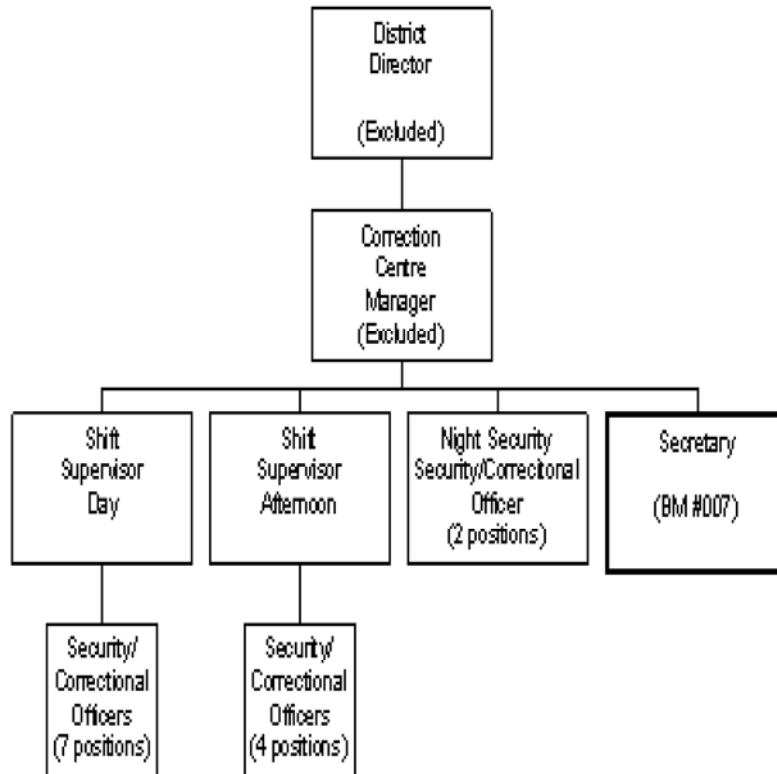 District
Director
(Excluded)
Correction
Centre
Manager
(Excluded)
Shift
Supervisor
Day
Shift
Supervisor
Afternoon
Night Security
Security/Correctional
Officer
(2 positions)
Secretary
(BM #007)
Security/
Correctional
Officers
(7 positions)
Security/
Correctional
Officers
(4 positions)